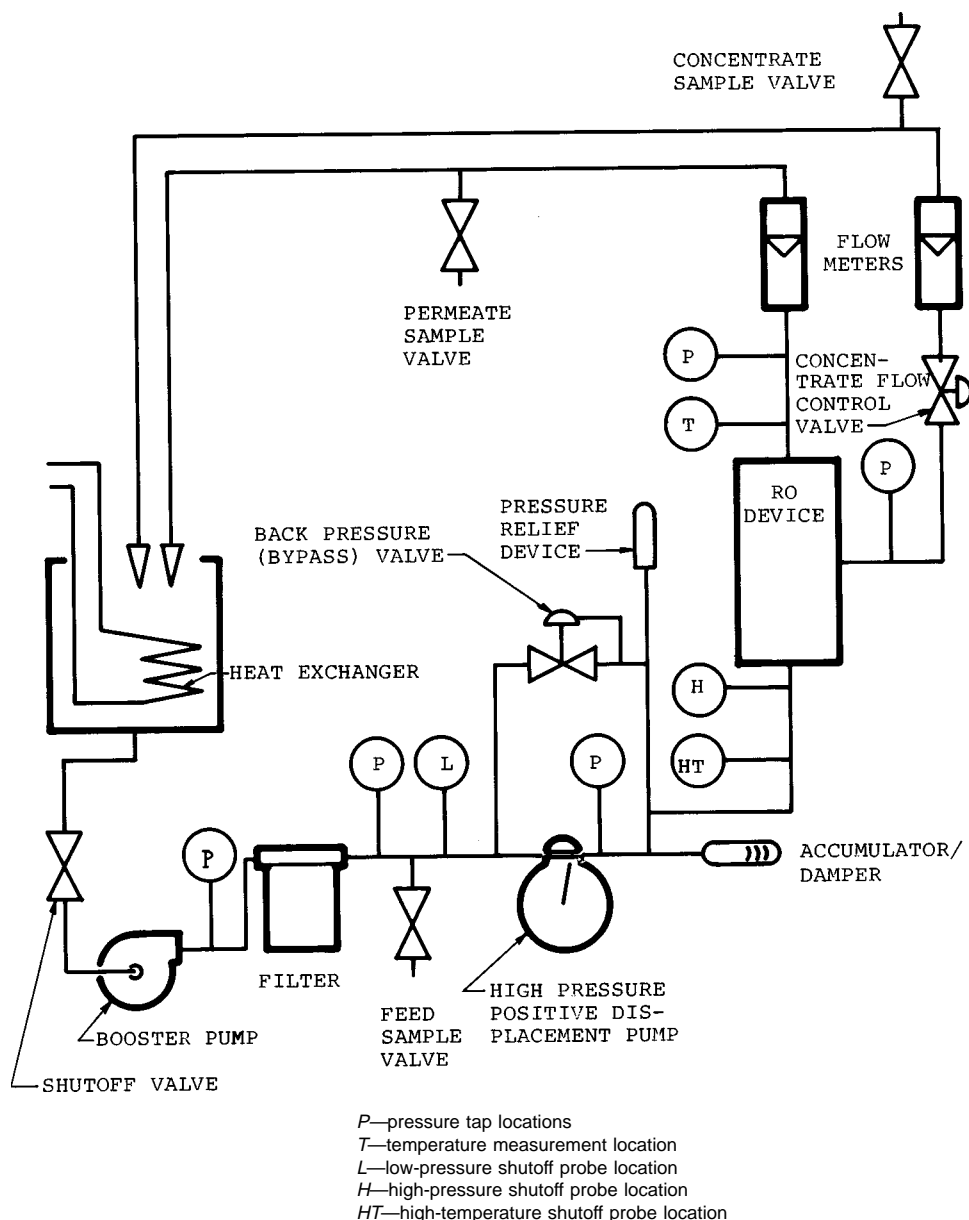 CONCENTRATE
SAMPLE VALVE
FLOW
METERS
PERMEATE
SAMPLE
VALVE
P
CONCEN-
TRATE FLOW
CONTROL
VALVE
T
P
RO
DEVICE
PRESSURE
RELIEF
DEVICE
BACK PRESSURE
(BYPASS) VALVE
HEAT EXCHANGER
H
HT
P
L
P
P
ACCUMULATOR/
DAMPER
FILTER
FEED
SAMPLE
VALVE
HIGH PRESSURE
POSITIVE DIS-
PLACEMENT PUMP
BOOSTER PUMP
SHUTOFF VALVE
P—pressure tap locations
T—temperature measurement location
L—low-pressure shutoff probe location
H—high-pressure shutoff probe location
HT—high-temperature shutoff probe location